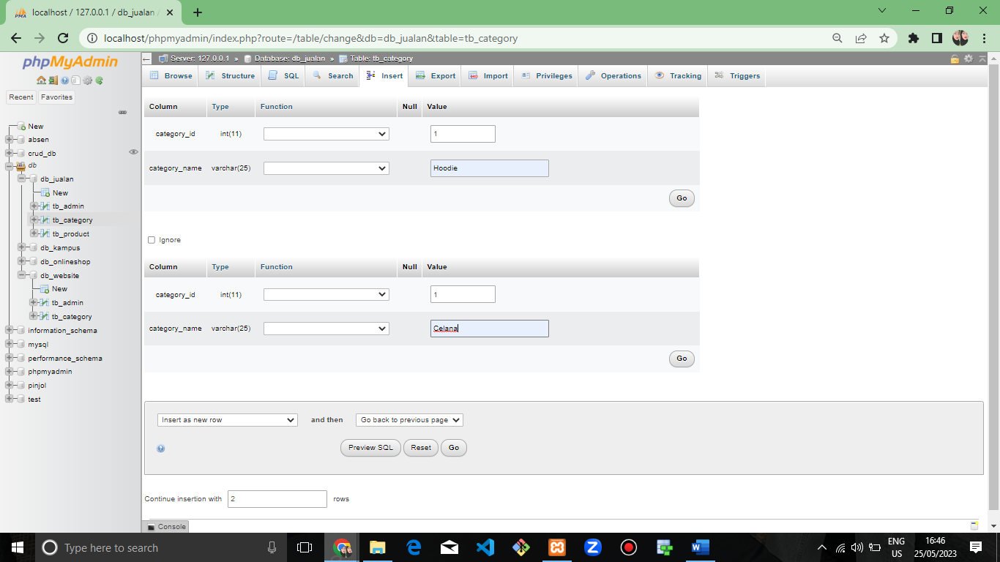 localhost / 127.0.0.1 / db_jualan
localhost/phpmyadmin/index.php?route=/table/change&db=db_jualan&table=tb_category
phpMyAdmin
Recent Favorites
New
absen
crud_db
db
db_jualan
New
tb_admin
tb_category
tb_product
db_kampus
db_onlineshop
db_website
New
tb_admin
tb_category
information_schema
mysql
performance_schema
phpmyadmin
pinjol
test
Server: 127.0.0.1 » Database: db_jualan » Table: tb_category
Browse Structure SQL Search Insert Export Import Privileges Operations Tracking Triggers
Column Type Function Null Value
category_id int(11) 1
category_name varchar(25) Hoodie
Go
Ignore
Column Type Function Null Value
category_id int(11) 1
category_name varchar(25) Celana
Go
Insert as new row and then Go back to previous page
Preview SQL Reset Go
Continue insertion with 2 rows
Console
Type here to search
ENG
US
16:46
25/05/2023